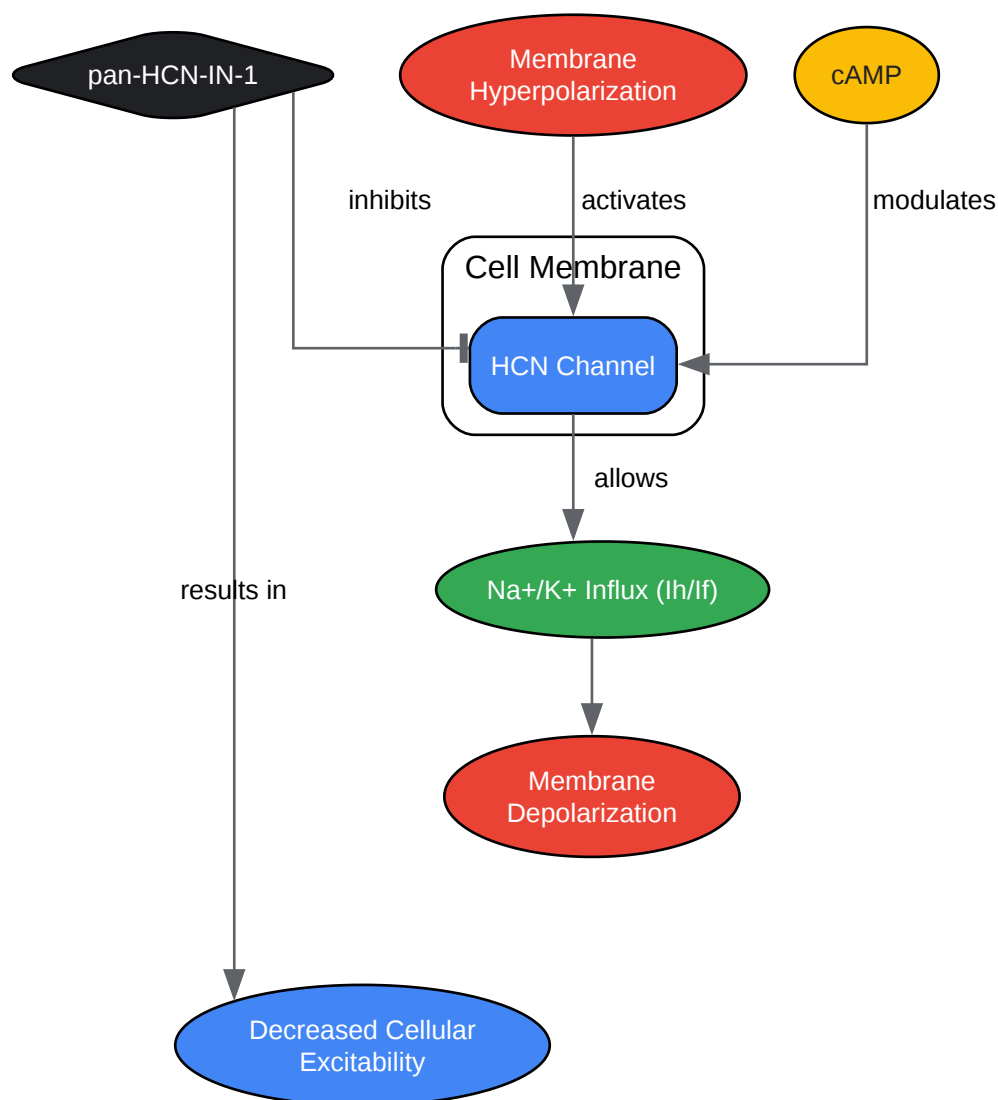 pan-HCN-IN-1
Membrane
Hyperpolarization
cAMP
inhibits
activates
modulates
Cell Membrane
HCN Channel
allows
Na+/K+ Influx (Ih/If)
results in
Membrane
Depolarization
Decreased Cellular
Excitability